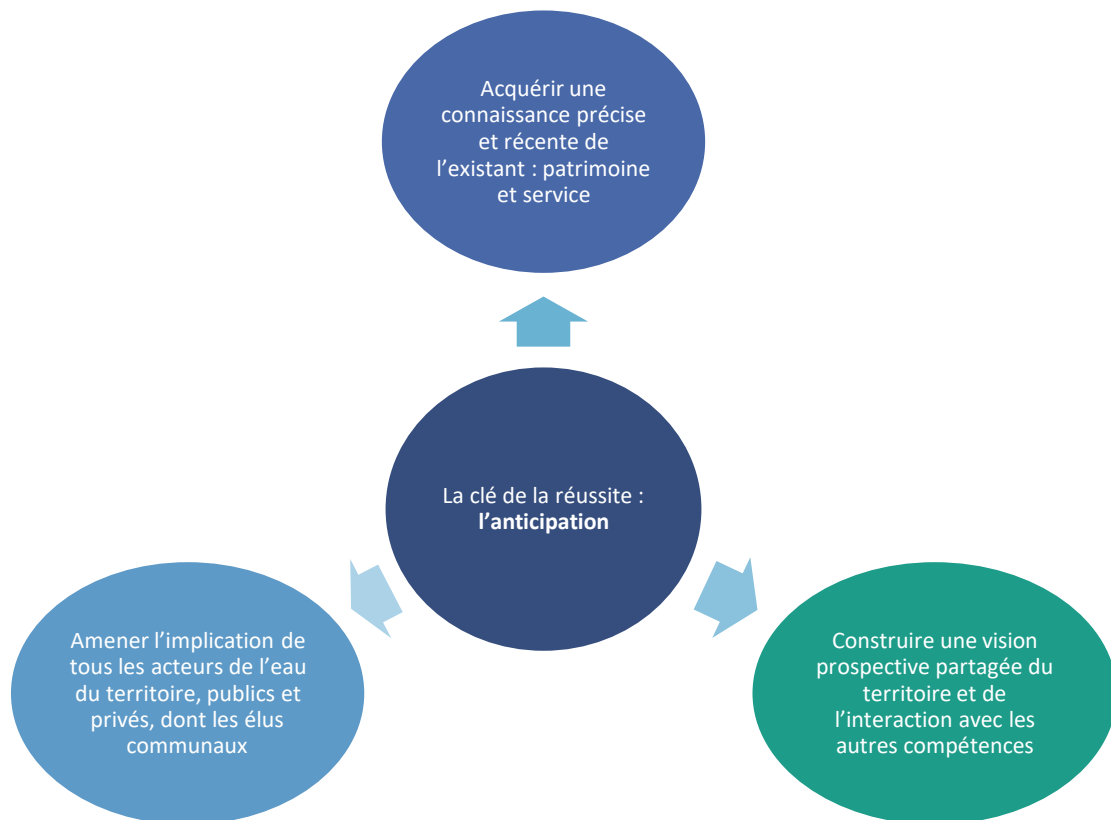 Acquérir une
connaissance précise
et récente de
l’existant : patrimoine
et service
La clé de la réussite :
l’anticipation
Amener l’implication de
tous les acteurs de l’eau
du territoire, publics et
privés, dont les élus
communaux
Construire une vision
prospective partagée du
territoire et de
l’interaction avec les
autres compétences